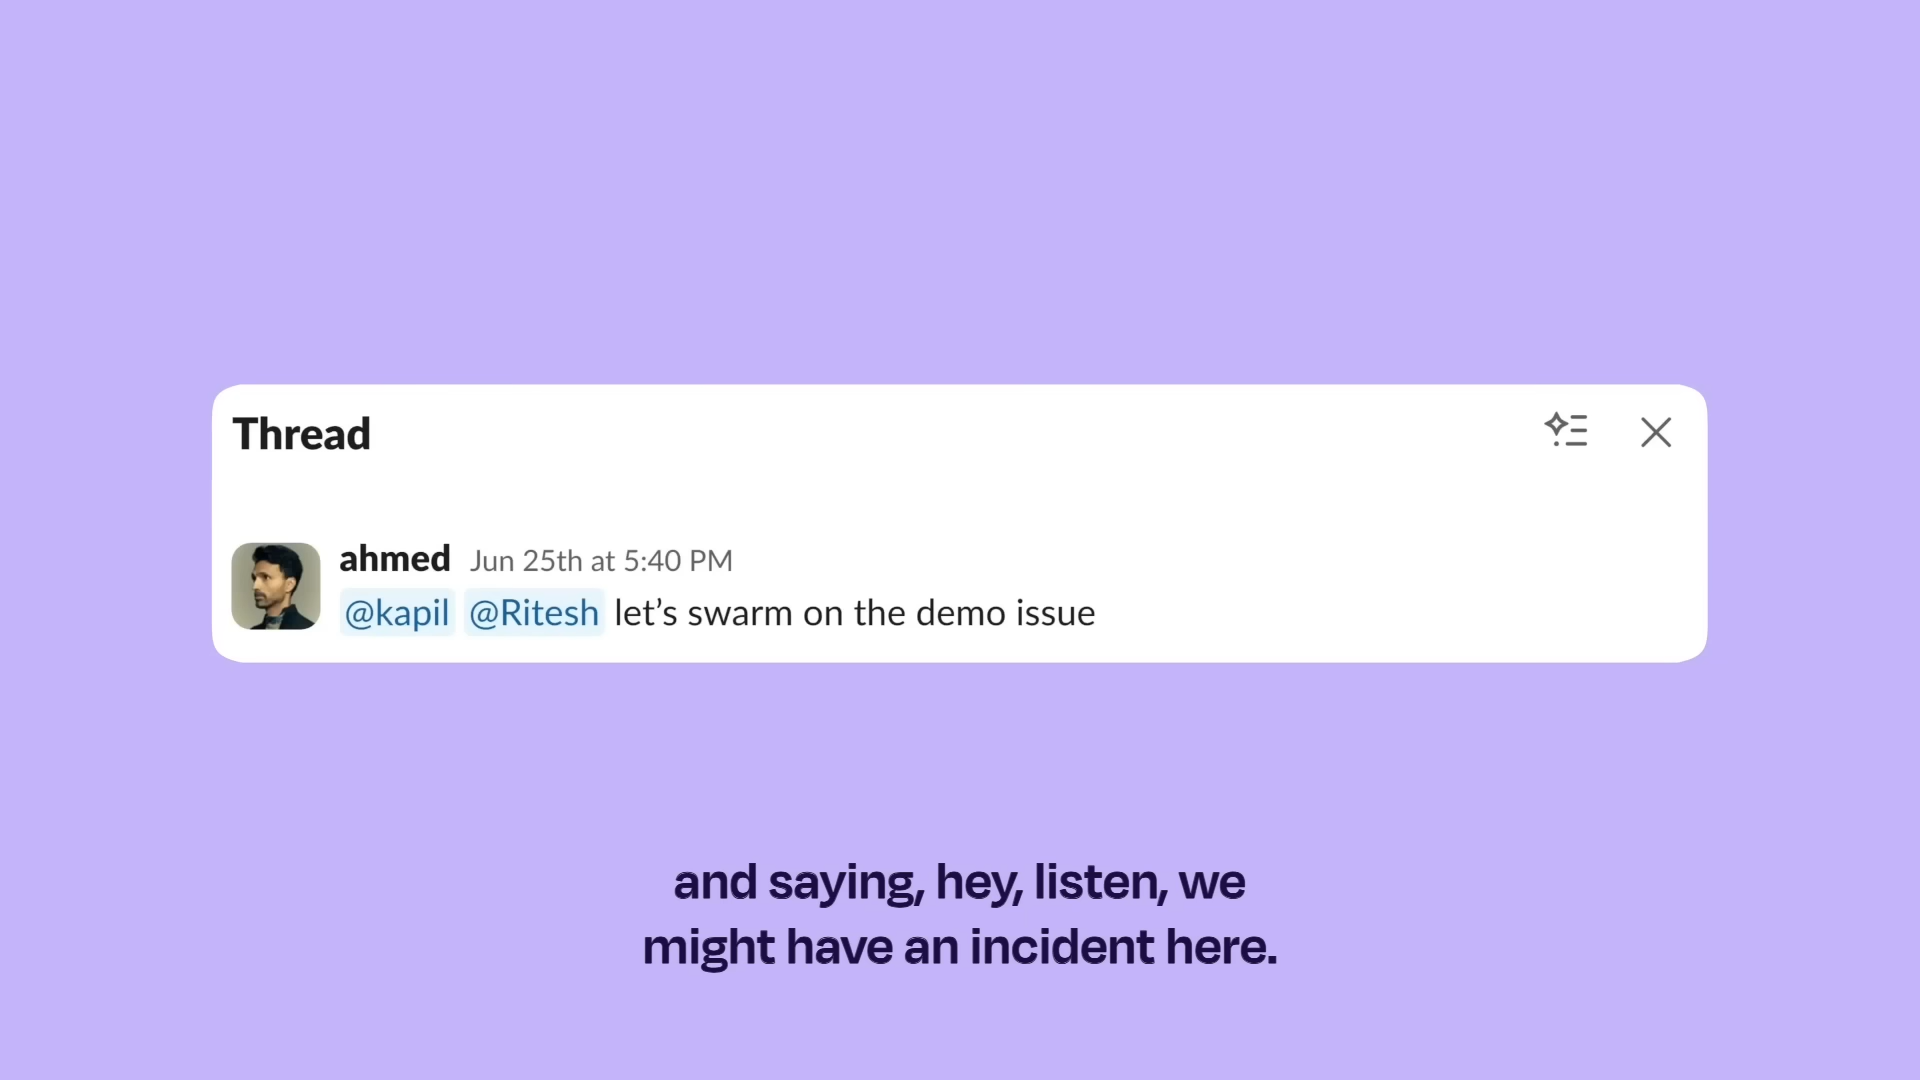 Thread
ahmed Jun 25th at 5:40 PM
@kapil @Ritesh let’s swarm on the demo issue
and saying, hey, listen, we
might have an incident here.